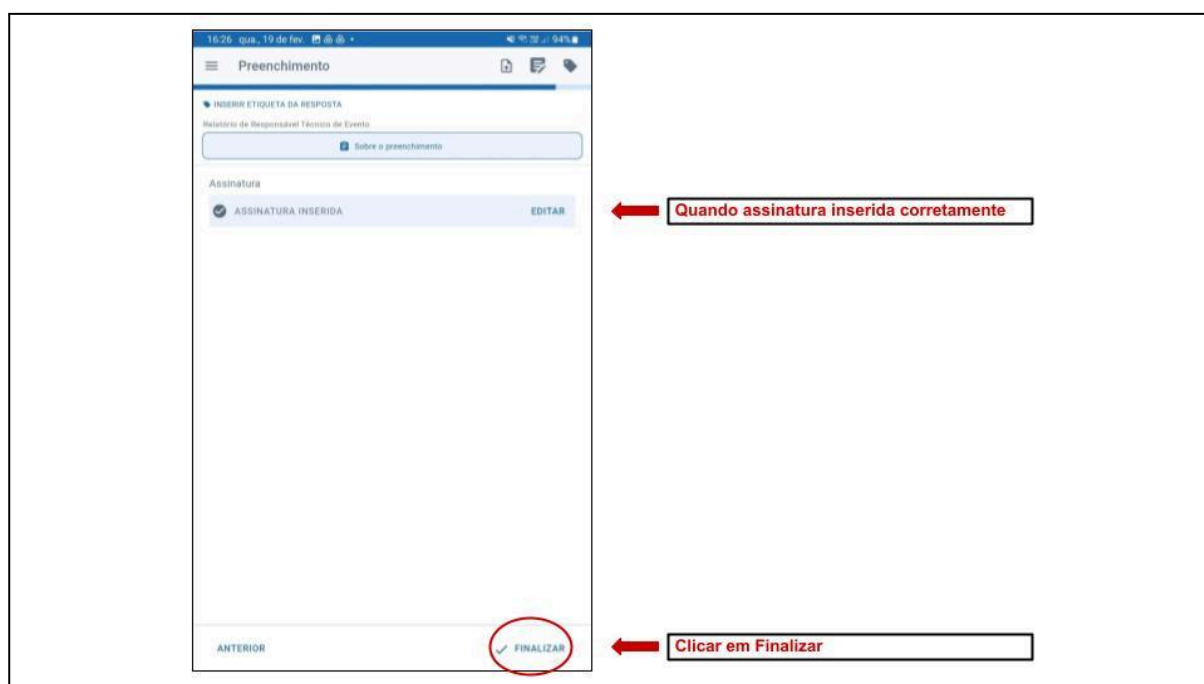 16:26 qua., 19 de fev. • 94%
Preenchimento
INSERIR ETIQUETA DA RESPOSTA
Relatório de Responsável Técnico de Evento
Sobre o preenchimento
Assinatura
ASSINATURA INSERIDA EDITAR
Quando assinatura inserida corretamente
ANTERIOR FINALIZAR
Clicar em Finalizar